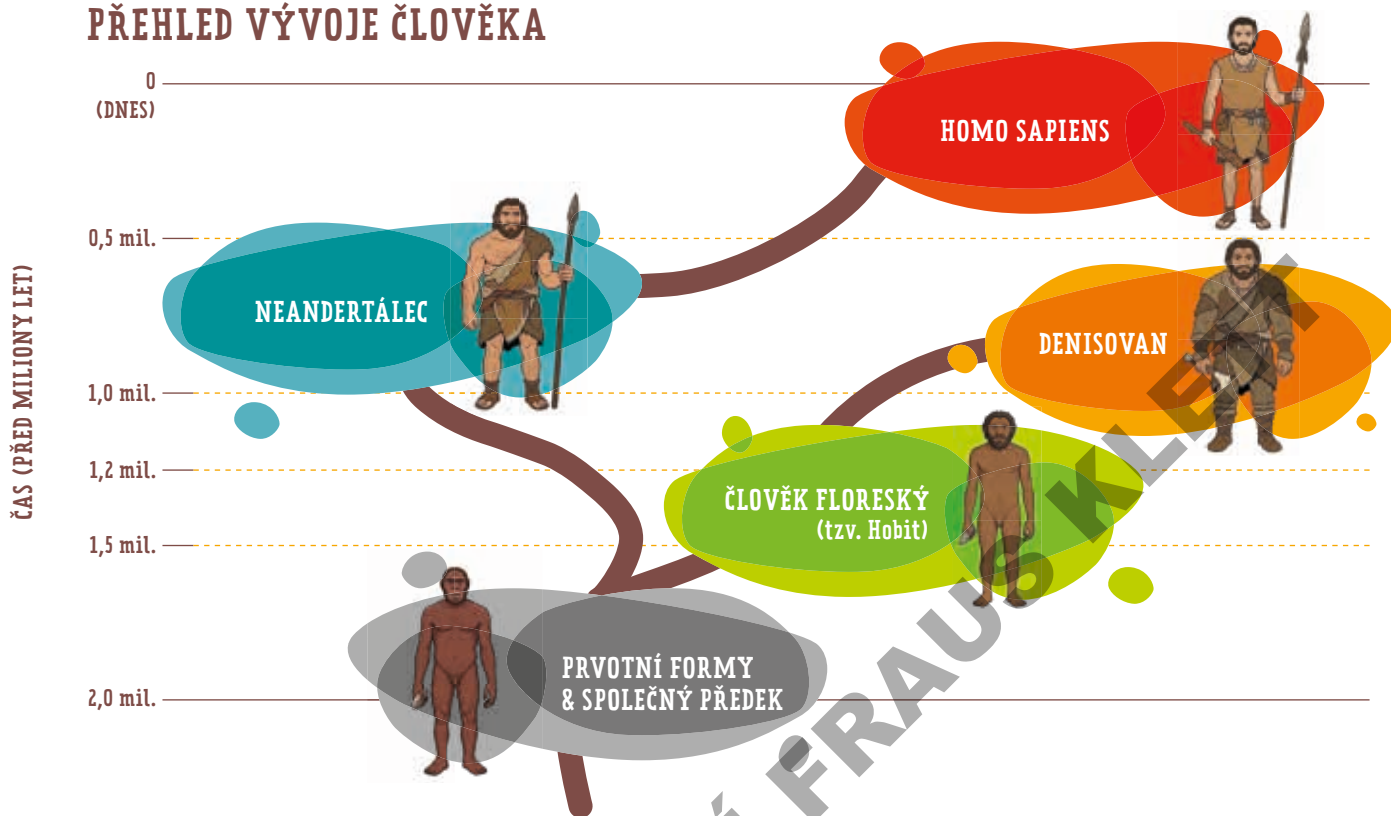 PŘEHLED VÝVOJE ČLOVĚKA
0
(DNES)
HOMO SAPIENS
0,5 mil.
NEANDERTÁLEC
DENISOVAN
1,0 mil.
1,2 mil.
ČLOVĚK FLORESKÝ
(tzv. Hobit)
1,5 mil.
PRVOTNÍ FORMY
& SPOLEČNÝ PŘEDEK
2,0 mil.
ČAS (PŘED MILIONY LET)
FRAUS KLETT